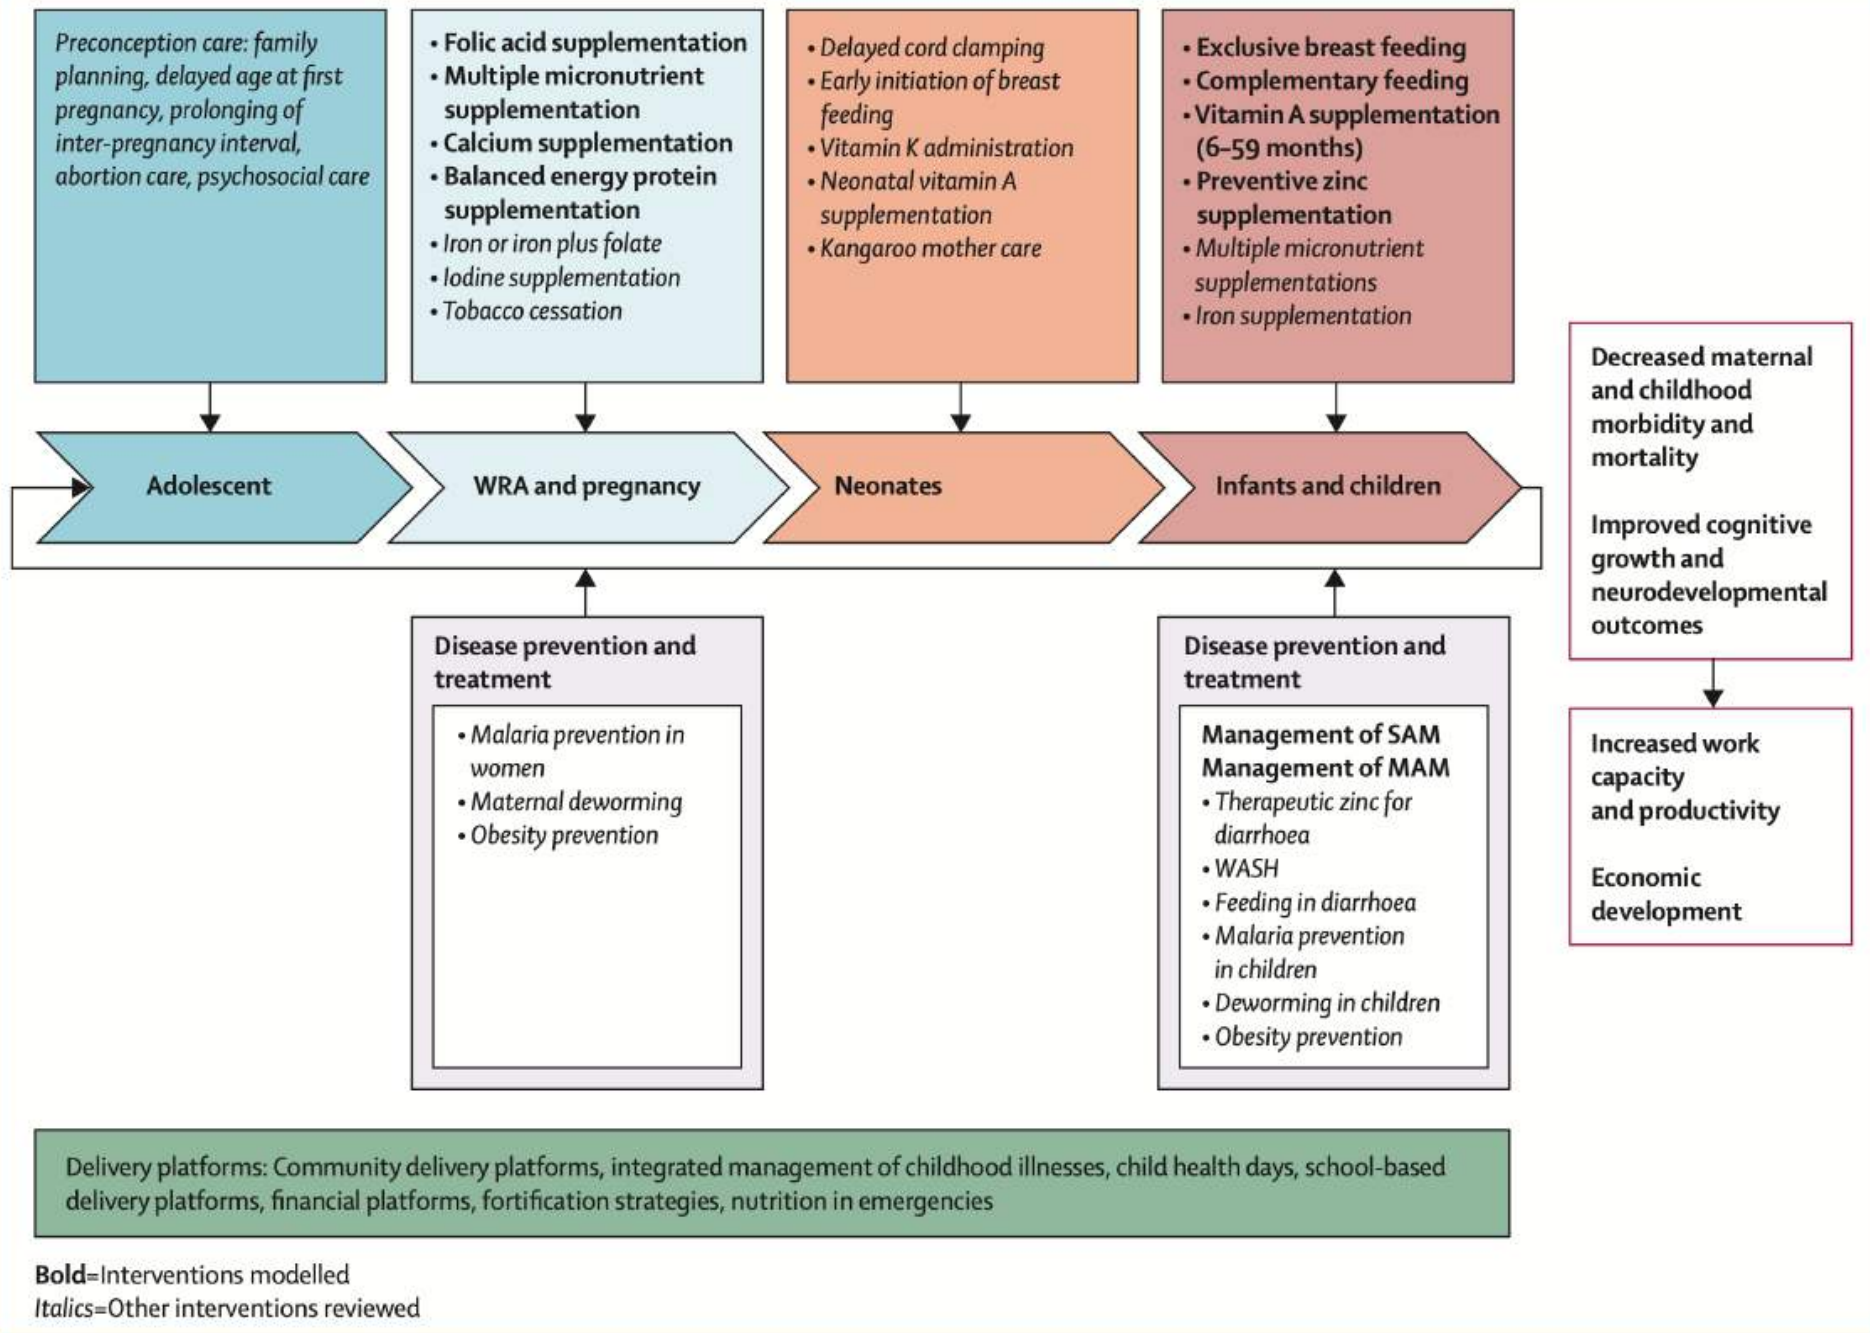 Preconception care: family
planning, delayed age at first
pregnancy, prolonging of
inter-pregnancy interval,
abortion care, psychosocial care
• Folic acid supplementation
• Multiple micronutrient
supplementation
• Calcium supplementation
• Balanced energy protein
supplementation
• Iron or iron plus folate
• Iodine supplementation
• Tobacco cessation
• Delayed cord clamping
• Early initiation of breast
feeding
• Vitamin K administration
• Neonatal vitamin A
supplementation
• Kangaroo mother care
• Exclusive breast feeding
• Complementary feeding
• Vitamin A supplementation
(6–59 months)
• Preventive zinc
supplementation
• Multiple micronutrient
supplementations
• Iron supplementation
Adolescent
WRA and pregnancy
Neonates
Infants and children
Disease prevention and
treatment
• Malaria prevention in
women
• Maternal deworming
• Obesity prevention
Disease prevention and
treatment
Management of SAM
Management of MAM
• Therapeutic zinc for
diarrhoea
• WASH
• Feeding in diarrhoea
• Malaria prevention
in children
• Deworming in children
• Obesity prevention
Decreased maternal
and childhood
morbidity and
mortality
Improved cognitive
growth and
neurodevelopmental
outcomes
Increased work
capacity
and productivity
Economic
development
Delivery platforms: Community delivery platforms, integrated management of childhood illnesses, child health days, school-based
delivery platforms, financial platforms, fortification strategies, nutrition in emergencies
Bold=Interventions modelled
Italics=Other interventions reviewed